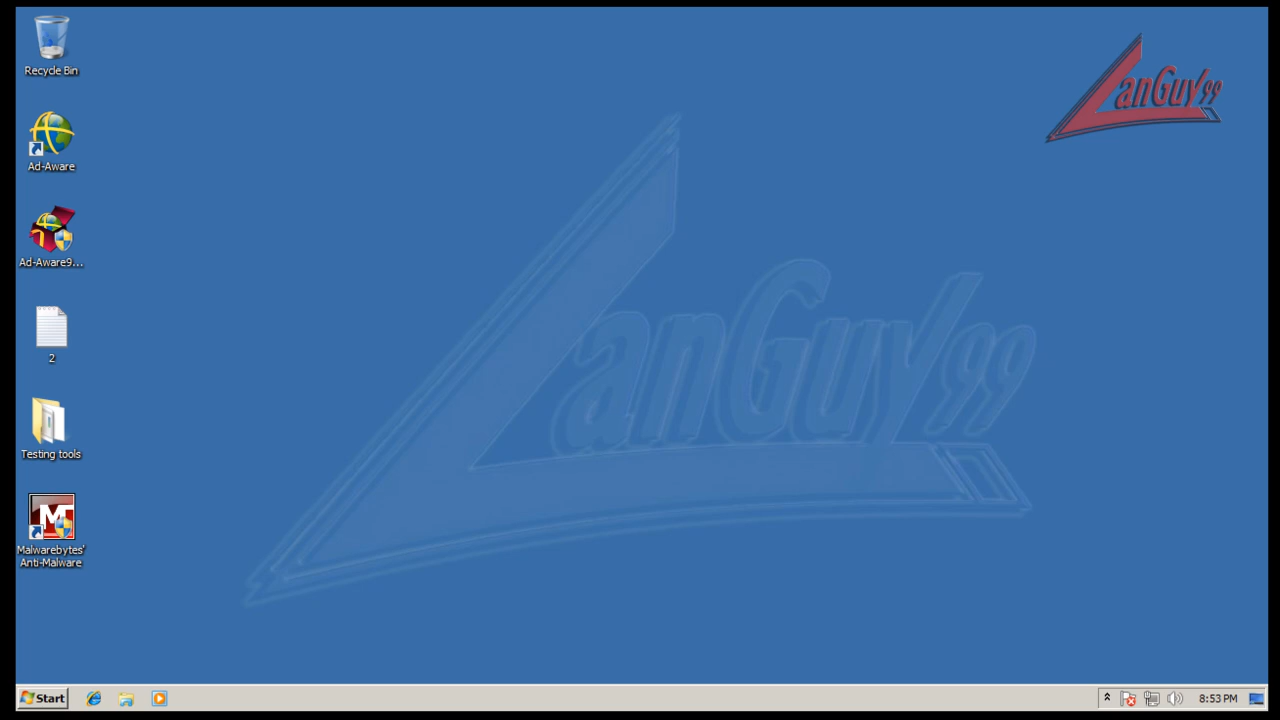 Recycle Bin
LanGuy99
Ad-Aware
Ad-Aware9...
LanGuy99
2
Testing tools
M
Malwarebytes'
Anti-Malware
Start
8:53 PM